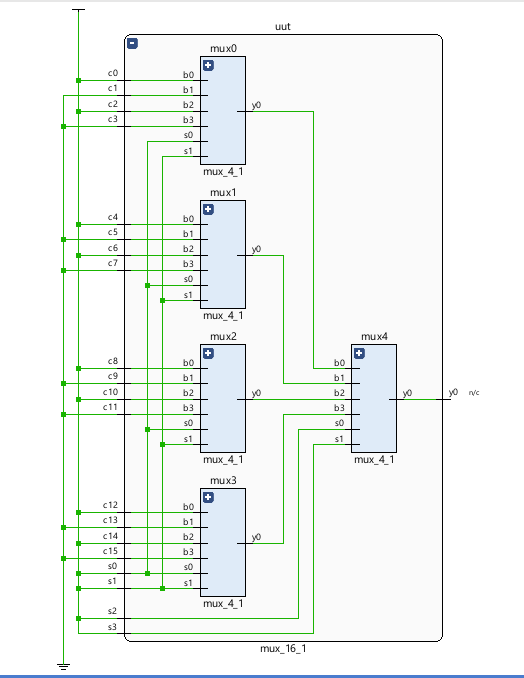 uut
mux0
c0 b0
c1 b1
c2 b2 y0
c3 b3
s0
s1
mux_4_1
mux1
c4 b0
c5 b1
c6 b2 y0
c7 b3
s0
s1
mux_4_1
mux2 mux4
c8 b0 b0
c9 b1 b1
c10 b2 y0 b2 y0 y0 n/c
c11 b3 b3
s0 s0
s1 s1
mux_4_1 mux_4_1
mux3
c12 b0
c13 b1
c14 b2 y0
c15 b3
s0 s0
s1 s1
mux_4_1
s2
s3
mux_16_1